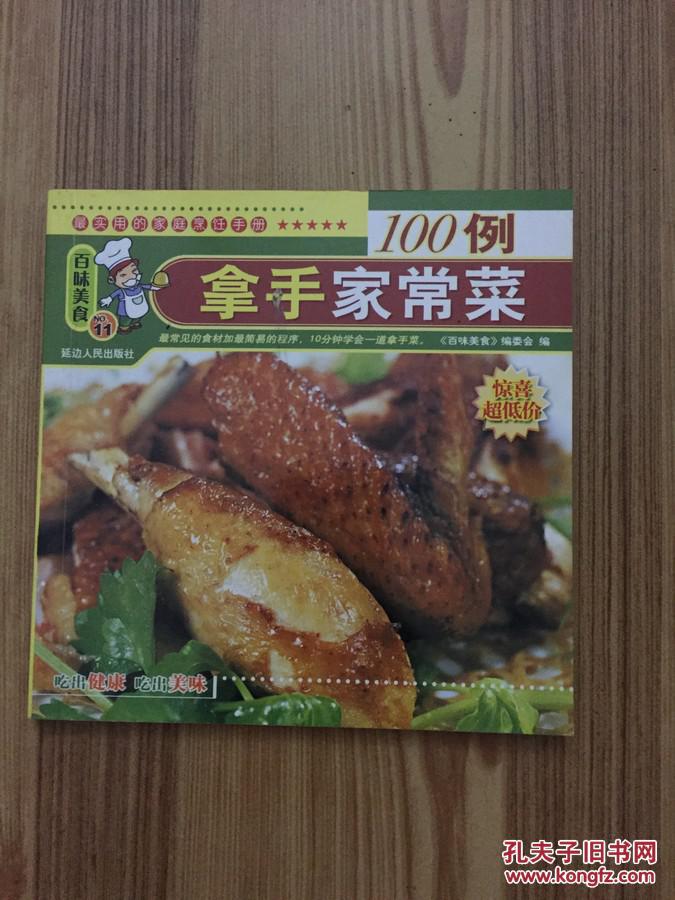 最实用的家庭烹饪手册 ★★★★★
100例
百味美食
NO.
11
拿手家常菜
最常见的食材加最简易的程序，10分钟学会一道拿手菜。 《百味美食》编委会 编
延边人民出版社
惊喜
超低价
吃出健康 吃出美味
孔夫子旧书网
www.kongfz.com